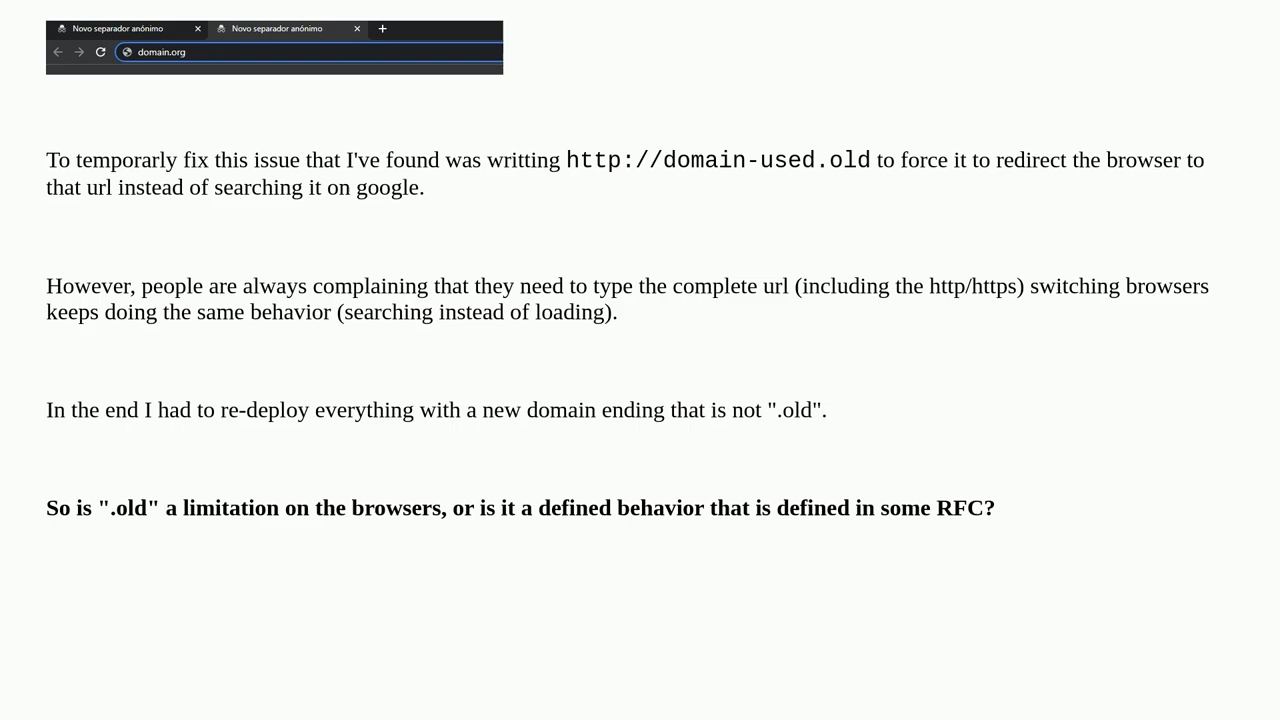 Novo separador anónimo Novo separador anónimo
domain.org
To temporarly fix this issue that I've found was writting http://domain-used.old to force it to redirect the browser to
that url instead of searching it on google.
However, people are always complaining that they need to type the complete url (including the http/https) switching browsers
keeps doing the same behavior (searching instead of loading).
In the end I had to re-deploy everything with a new domain ending that is not ".old".
So is ".old" a limitation on the browsers, or is it a defined behavior that is defined in some RFC?